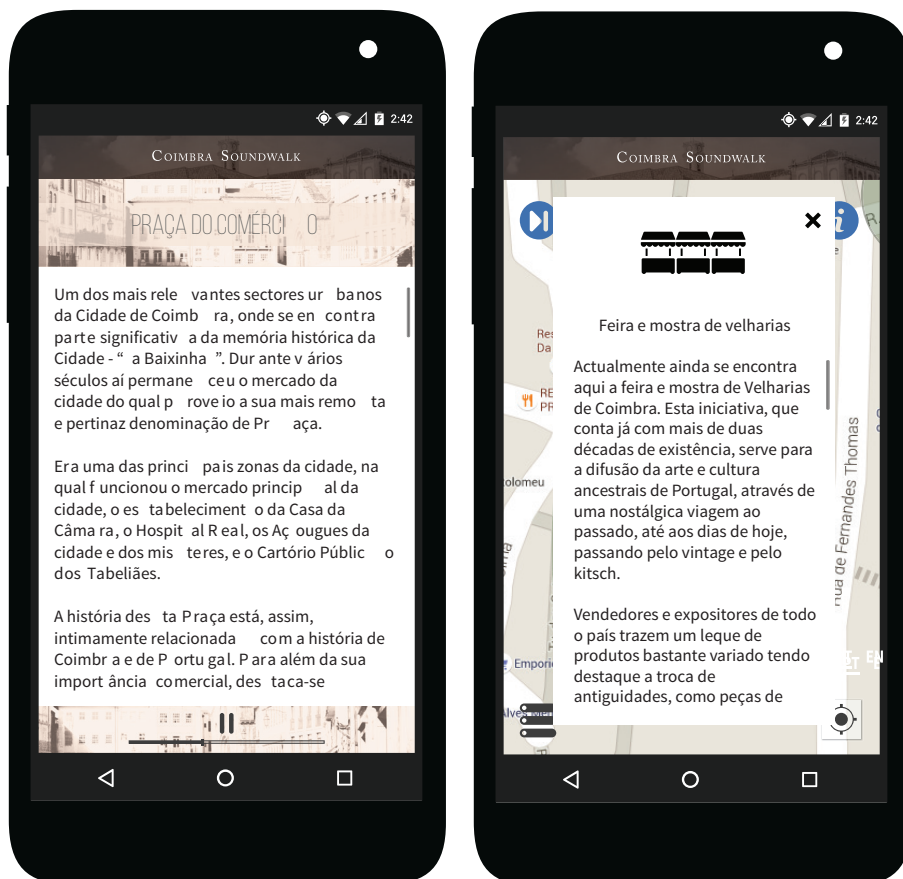 2:42
COIMBRA SOUNDWALK
PRAÇA DO COMÉRCIO
Um dos mais relevantes sectores urbanos
da Cidade de Coimbra, onde se encontra
parte significativa da memória histórica da
Cidade - “a Baixinha”. Durante vários
séculos aí permaneceu o mercado da
cidade do qual proveio a sua mais remota
e pertinaz denominação de Praça.
Era uma das principais zonas da cidade, na
qual funcionou o mercado principal da
cidade, o estabelecimento da Casa da
Câmara, o Hospital Real, os Açougues da
cidade e dos misteres, e o Cartório Público
dos Tabeliães.
A história desta Praça está, assim,
intimamente relacionada com a história de
Coimbra e de Portugal. Para além da sua
importância comercial, destaca-se
2:42
COIMBRA SOUNDWALK
R.
Res
Da
RE
PR
tolomeu
Rua de Fernandes Thomas
Empori
PT EN
Feira e mostra de velharias
Actualmente ainda se encontra
aqui a feira e mostra de Velharias
de Coimbra. Esta iniciativa, que
conta já com mais de duas
décadas de existência, serve para
a difusão da arte e cultura
ancestrais de Portugal, através de
uma nostálgica viagem ao
passado, até aos dias de hoje,
passando pelo vintage e pelo
kitsch.
Vendedores e expositores de todo
o país trazem um leque de
produtos bastante variado tendo
destaque a troca de
antiguidades, como peças de